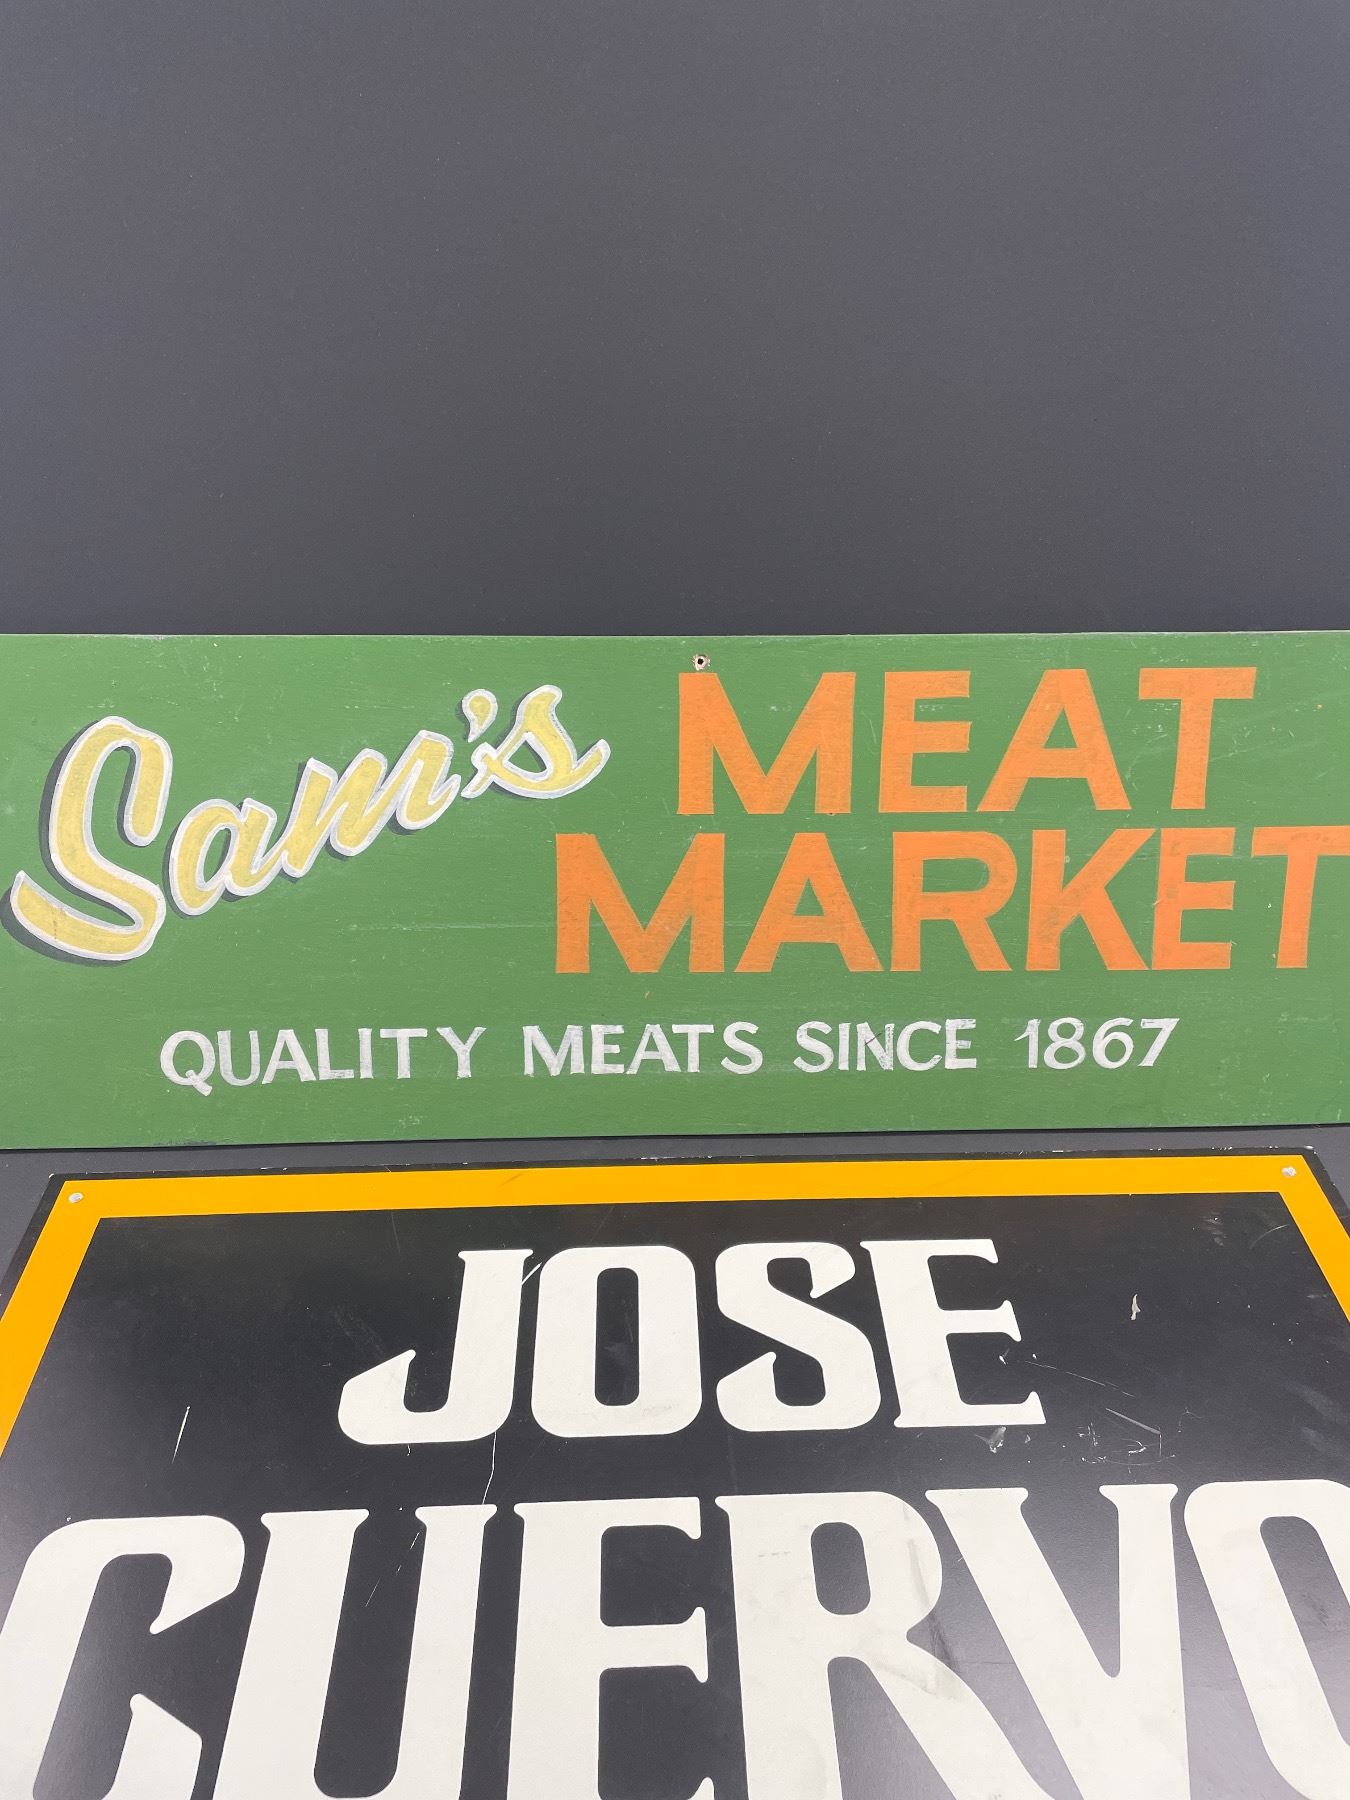 Sam's MEAT
MARKET
QUALITY MEATS SINCE 1867
JOSE
CUERVO